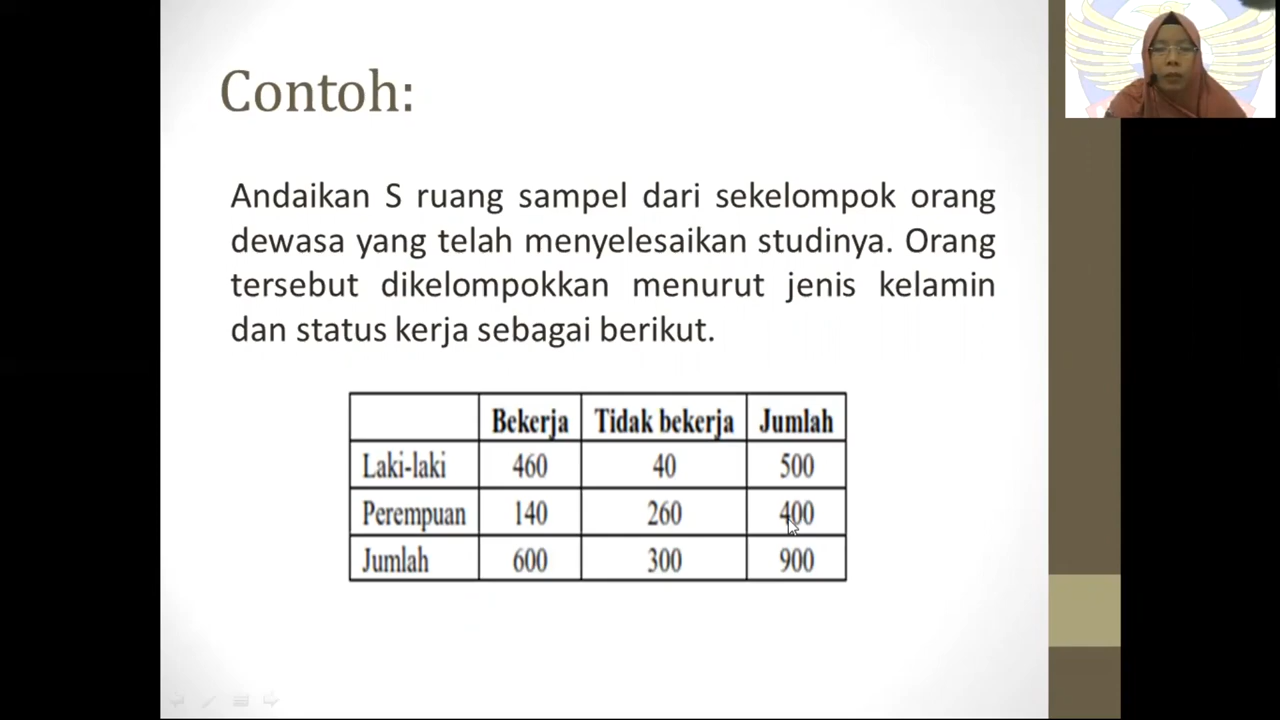 Contoh:
Andaikan S ruang sampel dari sekelompok orang
dewasa yang telah menyelesaikan studinya. Orang
tersebut dikelompokkan menurut jenis kelamin
dan status kerja sebagai berikut.
Bekerja Tidak bekerja Jumlah
Laki-laki 460 40 500
Perempuan 140 260 400
Jumlah 600 300 900